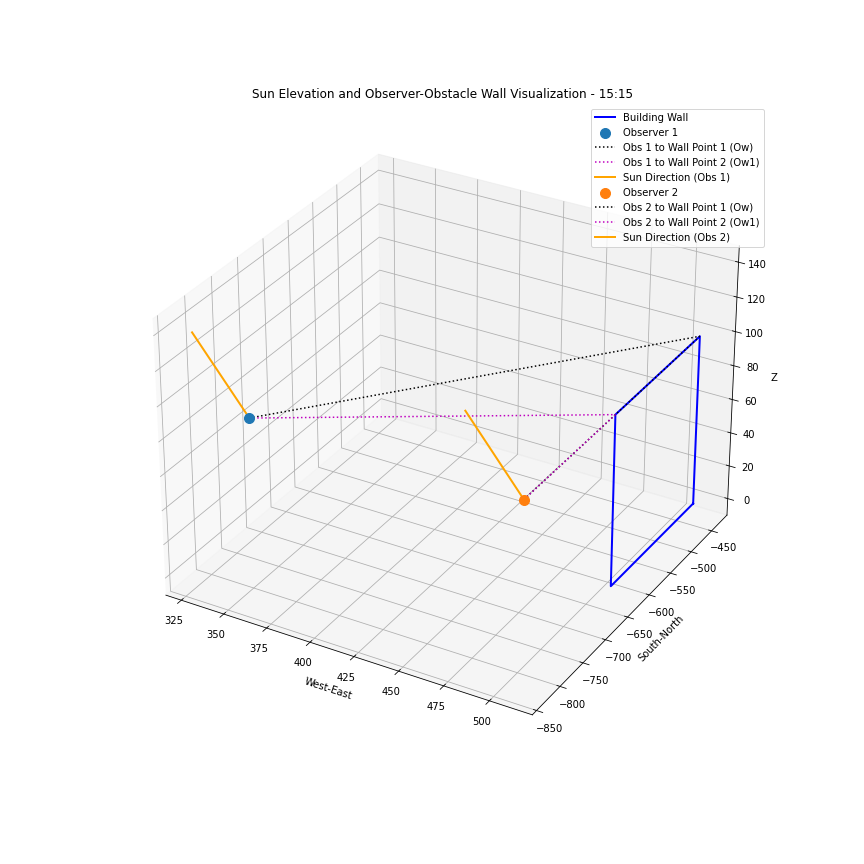 Sun Elevation and Observer-Obstacle Wall Visualization - 15:15
Building Wall
Observer 1
Obs 1 to Wall Point 1 (Ow)
Obs 1 to Wall Point 2 (Ow1)
Sun Direction (Obs 1)
Observer 2
Obs 2 to Wall Point 1 (Ow)
Obs 2 to Wall Point 2 (Ow1)
Sun Direction (Obs 2)
140
120
100
80
60
40
20
0
Z
−450
−500
−550
−600
−650
−700
−750
−800
−850
South-North
325
350
375
400
425
450
475
500
West-East